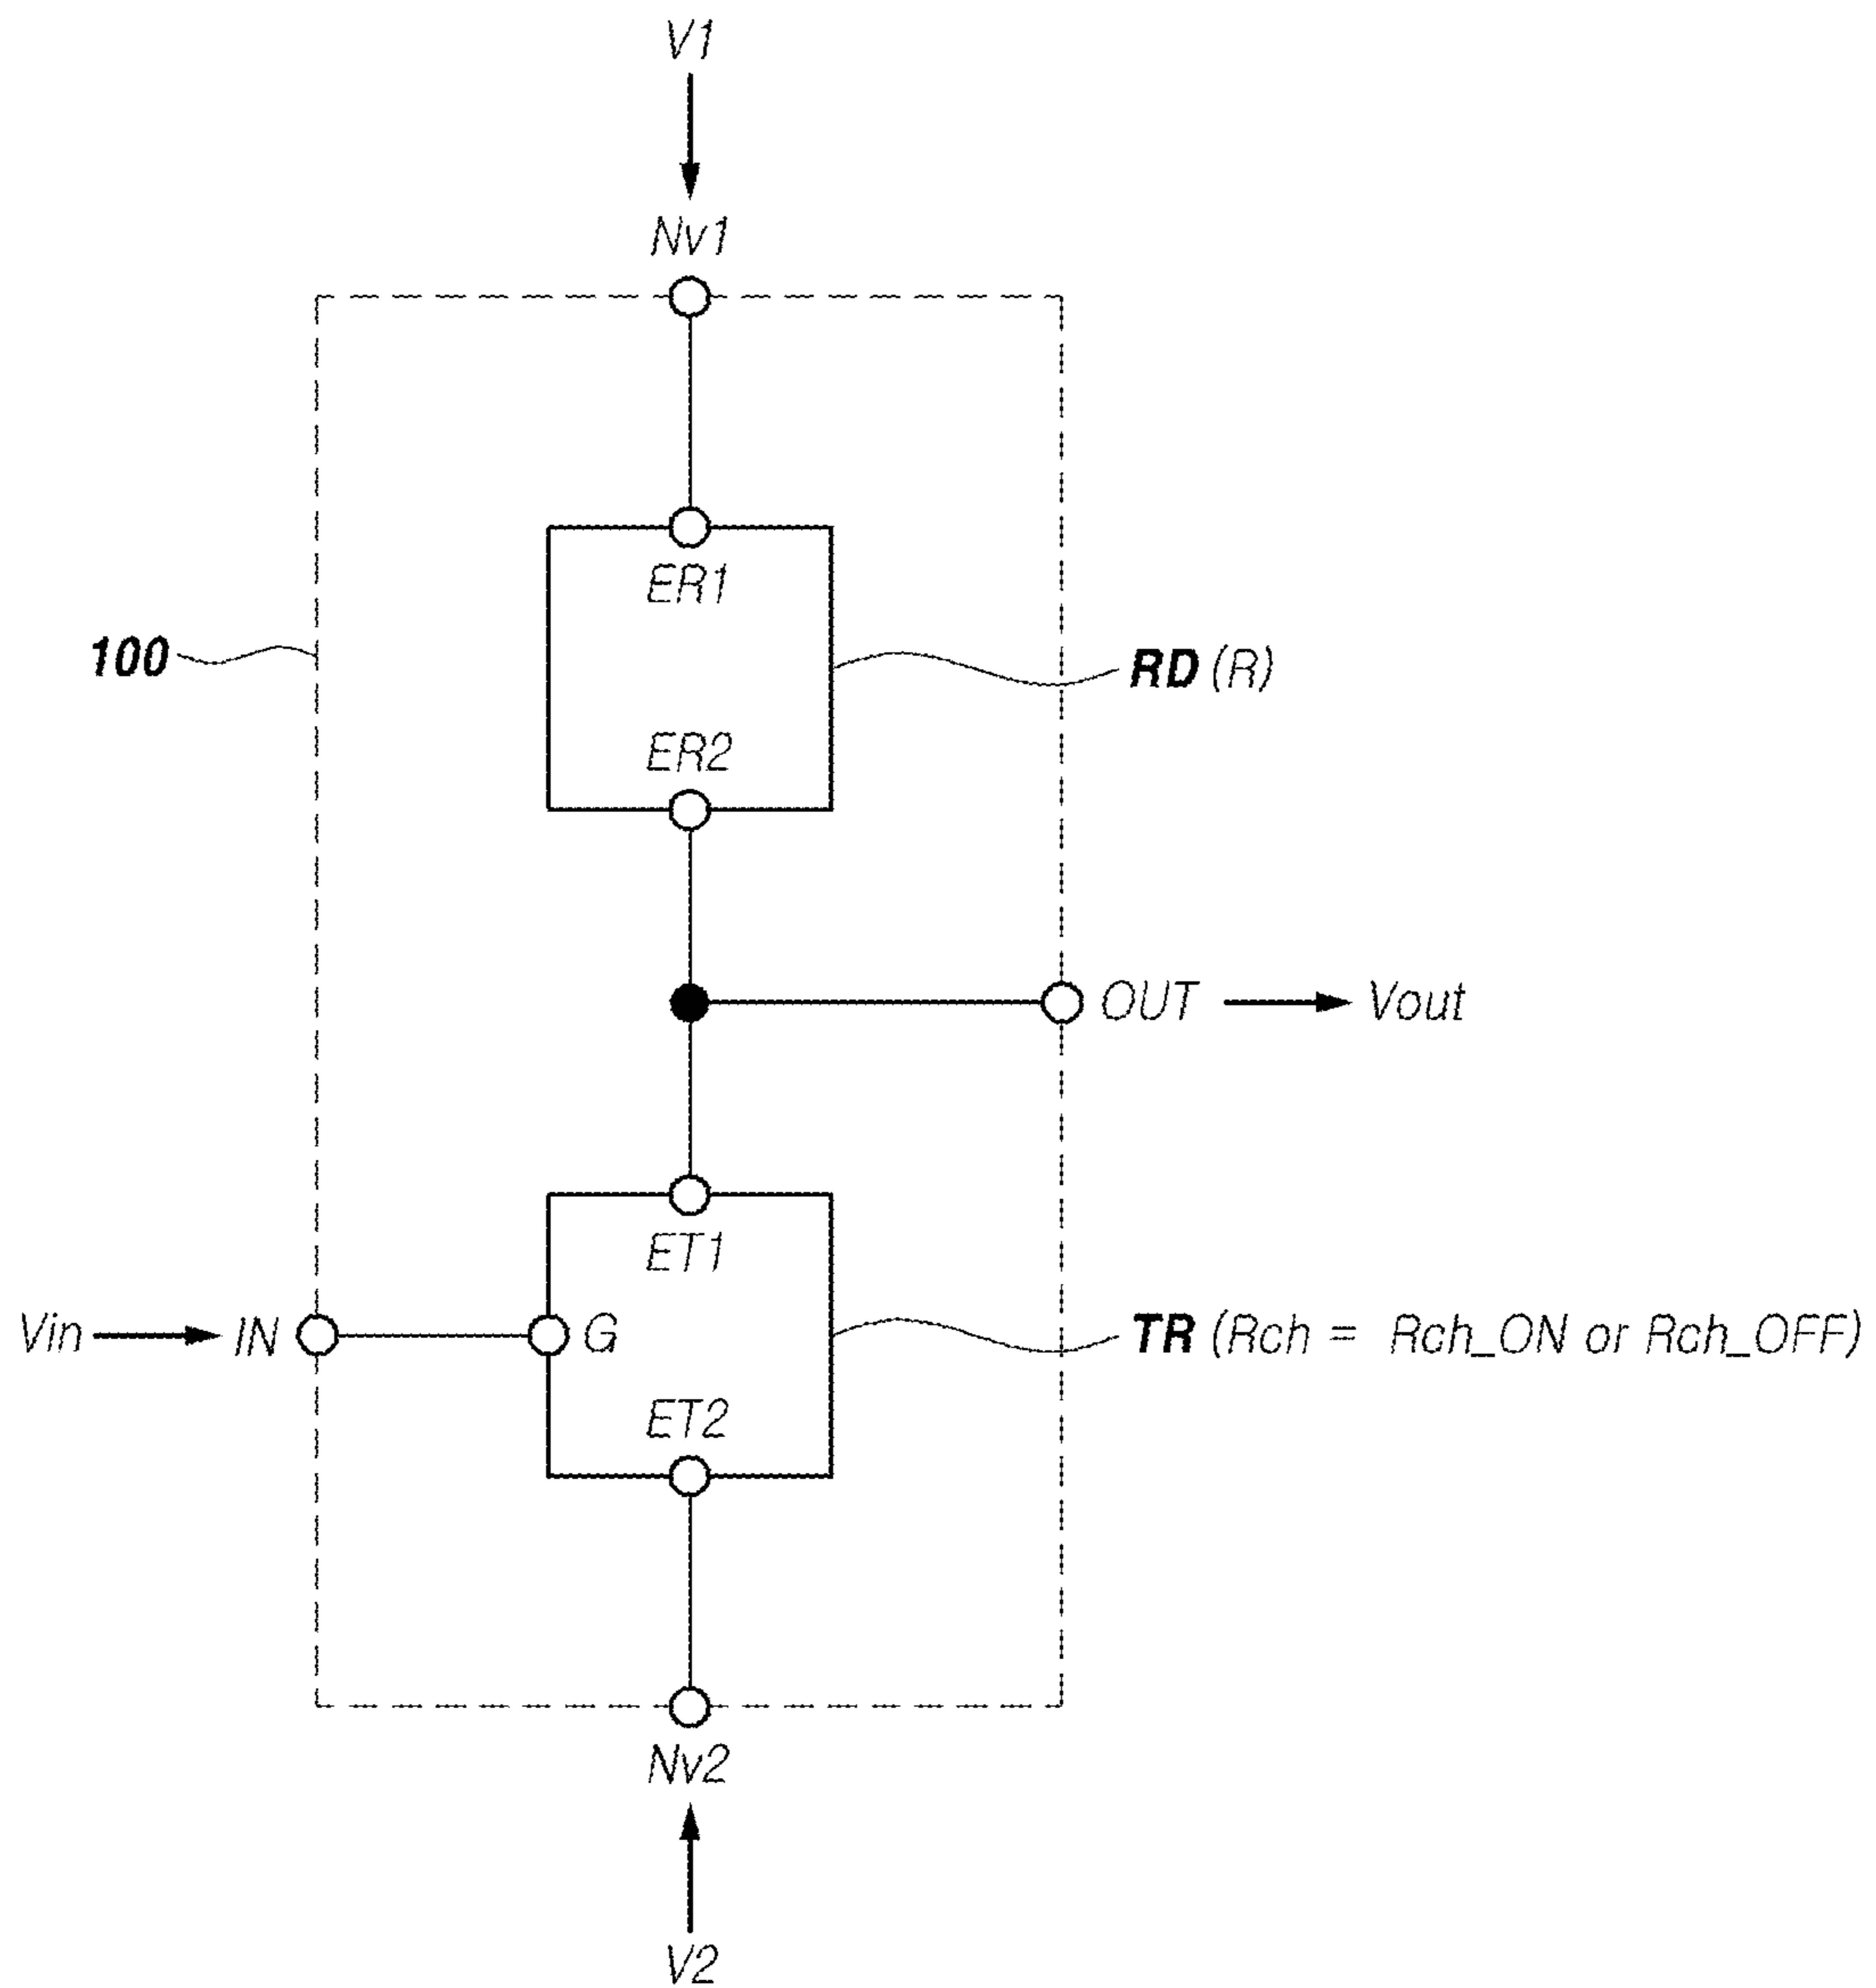 V1
Nv1
ER1
100
RD (R)
ER2
OUT
Vout
ET1
Vin
IN
G
TR (Rch = Rch_ON or Rch_OFF)
ET2
Nv2
V2